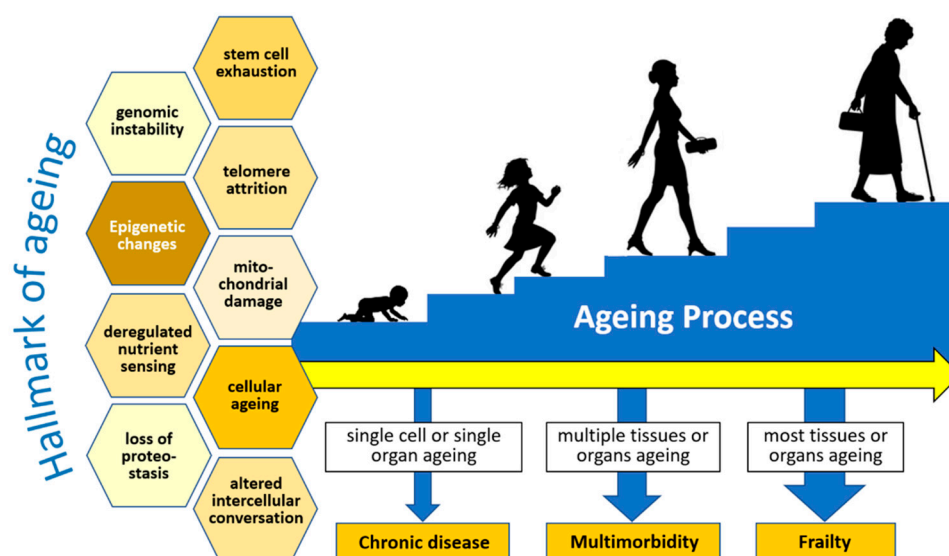 Hallmark of ageing
stem cell
exhaustion
genomic
instability
telomere
attrition
Epigenetic
changes
mito-
chondrial
damage
deregulated
nutrient
sensing
cellular
ageing
loss of
proteo-
stasis
altered
intercellular
conversation
Ageing Process
single cell or single
organ ageing
multiple tissues or
organs ageing
most tissues or
organs ageing
Chronic disease
Multimorbidity
Frailty